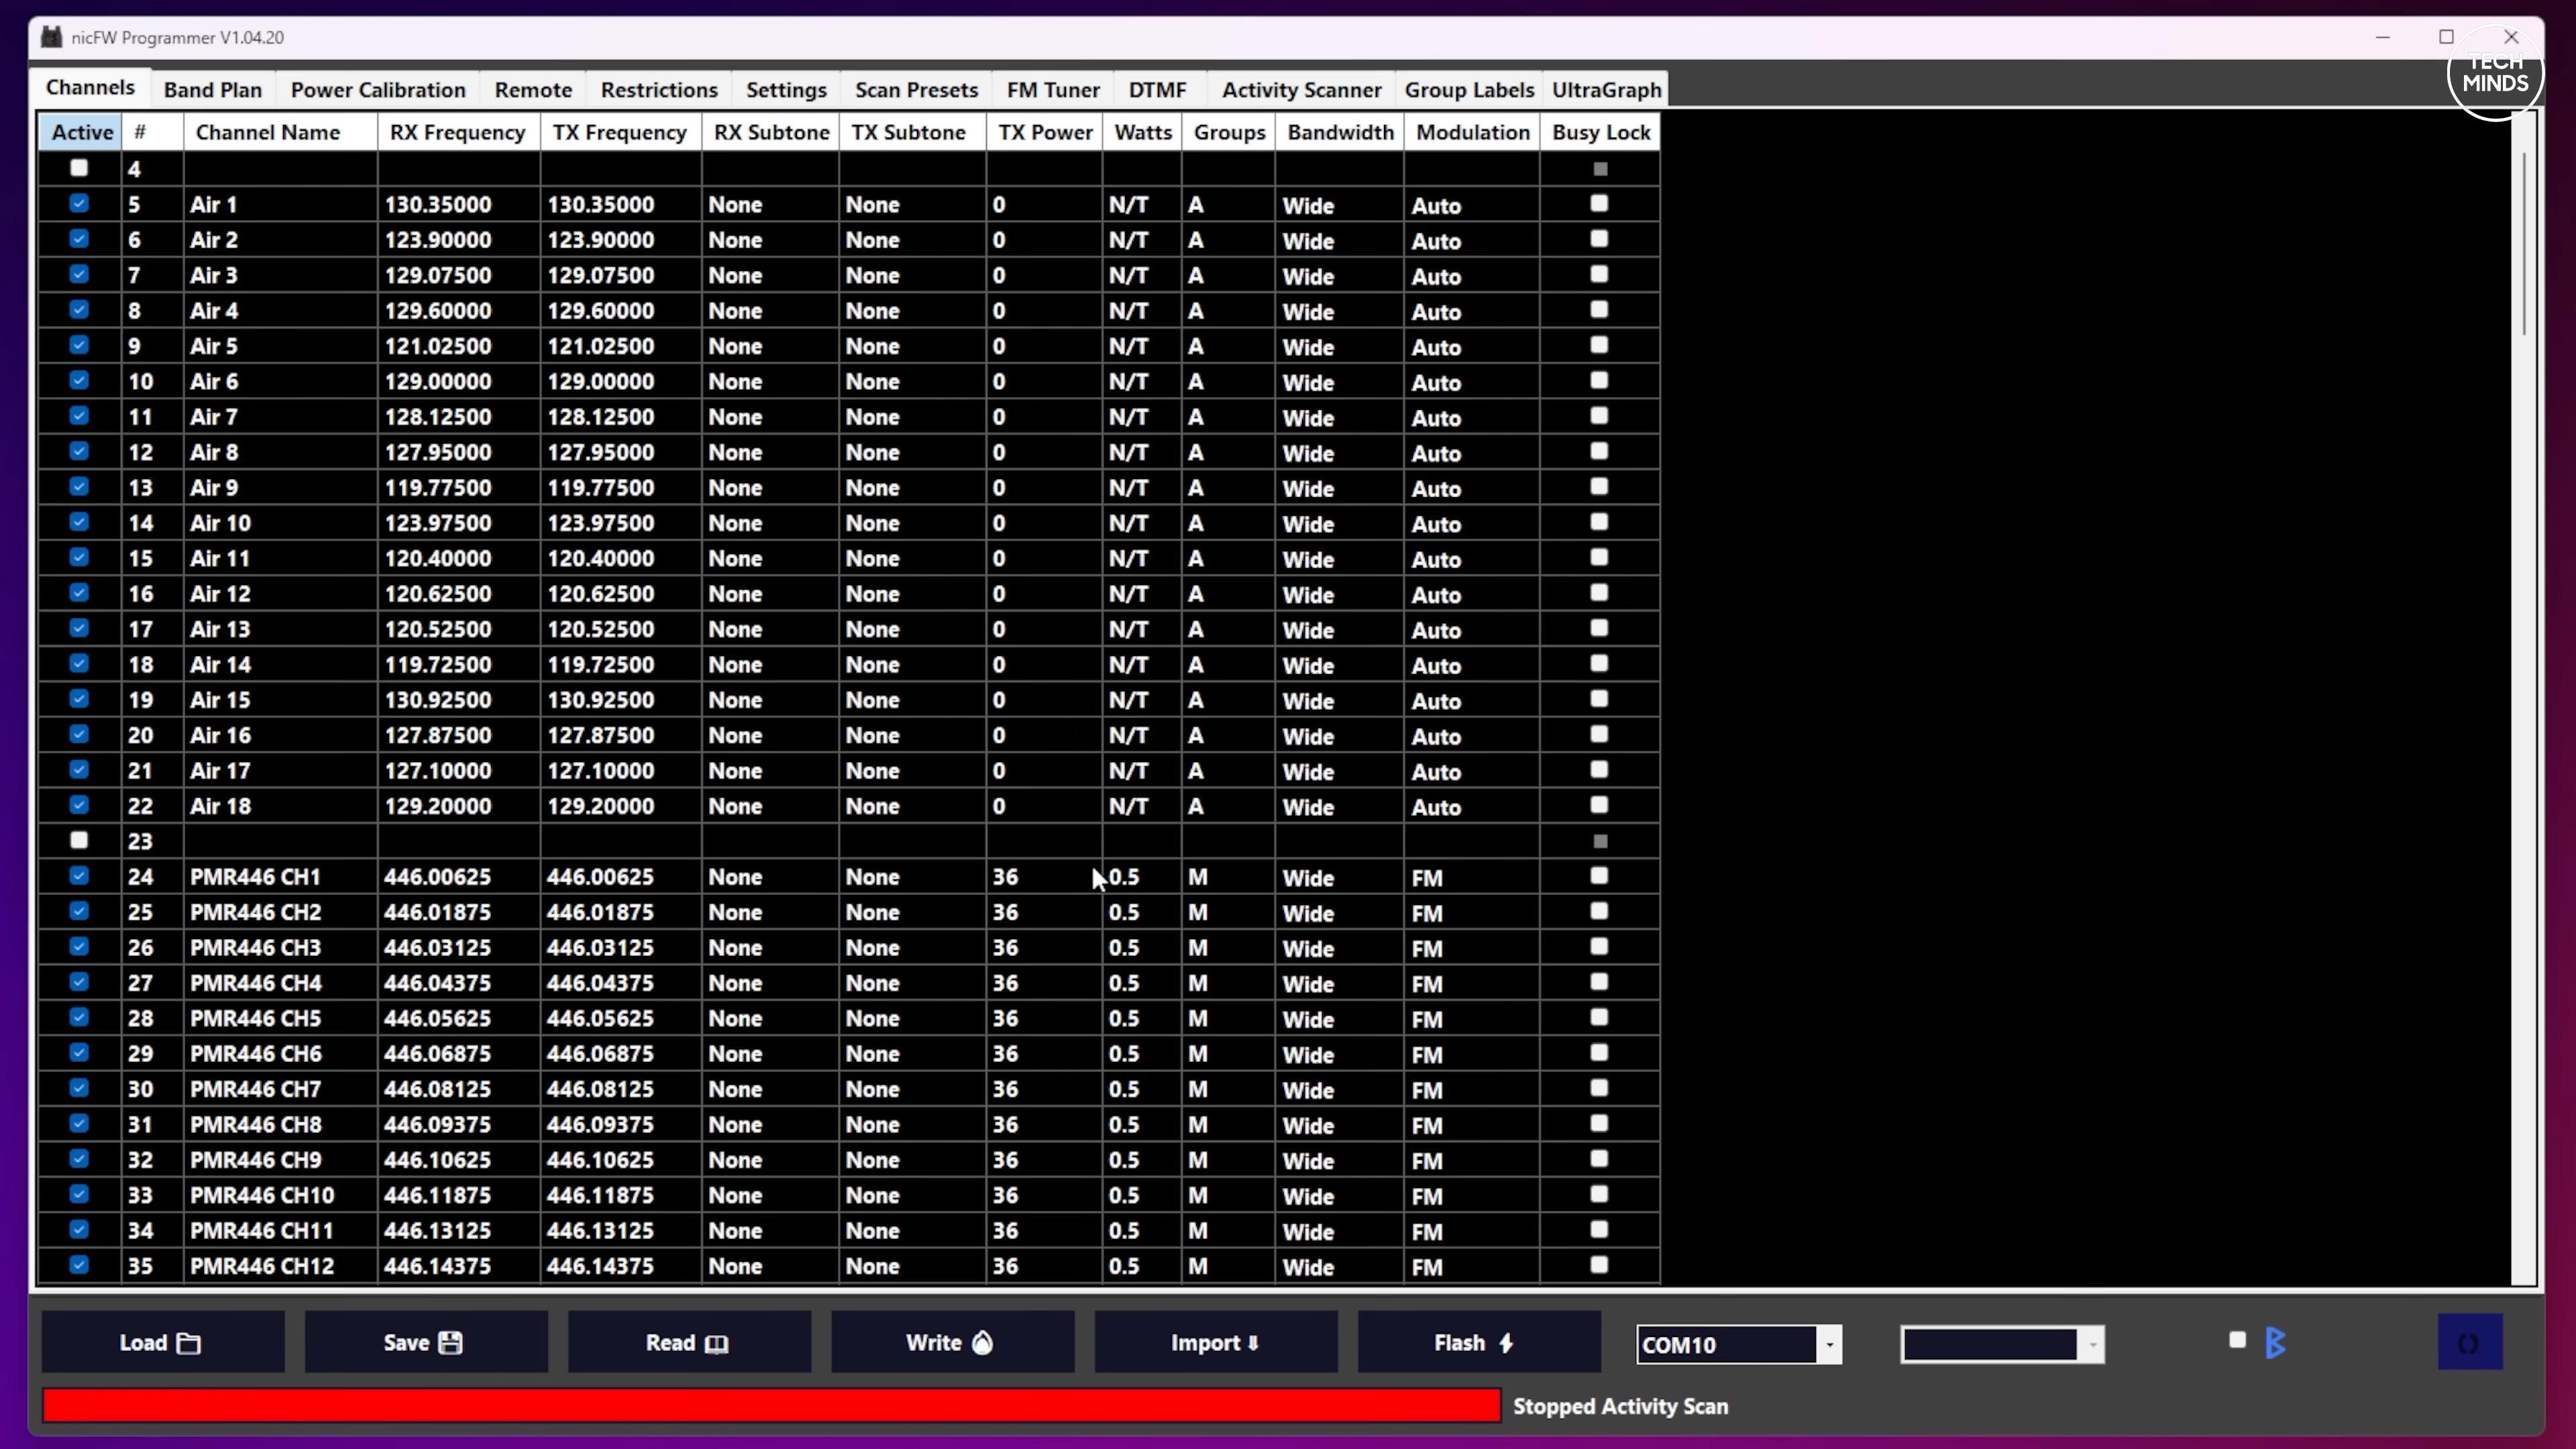 nicFW Programmer V1.04.20
TECH
MINDS
Channels Band Plan Power Calibration Remote Restrictions Settings Scan Presets FM Tuner DTMF Activity Scanner Group Labels UltraGraph
Active # Channel Name RX Frequency TX Frequency RX Subtone TX Subtone TX Power Watts Groups Bandwidth Modulation Busy Lock
4
5 Air 1 130.35000 130.35000 None None 0 N/T A Wide Auto
6 Air 2 123.90000 123.90000 None None 0 N/T A Wide Auto
7 Air 3 129.07500 129.07500 None None 0 N/T A Wide Auto
8 Air 4 129.60000 129.60000 None None 0 N/T A Wide Auto
9 Air 5 121.02500 121.02500 None None 0 N/T A Wide Auto
10 Air 6 129.00000 129.00000 None None 0 N/T A Wide Auto
11 Air 7 128.12500 128.12500 None None 0 N/T A Wide Auto
12 Air 8 127.95000 127.95000 None None 0 N/T A Wide Auto
13 Air 9 119.77500 119.77500 None None 0 N/T A Wide Auto
14 Air 10 123.97500 123.97500 None None 0 N/T A Wide Auto
15 Air 11 120.40000 120.40000 None None 0 N/T A Wide Auto
16 Air 12 120.62500 120.62500 None None 0 N/T A Wide Auto
17 Air 13 120.52500 120.52500 None None 0 N/T A Wide Auto
18 Air 14 119.72500 119.72500 None None 0 N/T A Wide Auto
19 Air 15 130.92500 130.92500 None None 0 N/T A Wide Auto
20 Air 16 127.87500 127.87500 None None 0 N/T A Wide Auto
21 Air 17 127.10000 127.10000 None None 0 N/T A Wide Auto
22 Air 18 129.20000 129.20000 None None 0 N/T A Wide Auto
23
24 PMR446 CH1 446.00625 446.00625 None None 36 0.5 M Wide FM
25 PMR446 CH2 446.01875 446.01875 None None 36 0.5 M Wide FM
26 PMR446 CH3 446.03125 446.03125 None None 36 0.5 M Wide FM
27 PMR446 CH4 446.04375 446.04375 None None 36 0.5 M Wide FM
28 PMR446 CH5 446.05625 446.05625 None None 36 0.5 M Wide FM
29 PMR446 CH6 446.06875 446.06875 None None 36 0.5 M Wide FM
30 PMR446 CH7 446.08125 446.08125 None None 36 0.5 M Wide FM
31 PMR446 CH8 446.09375 446.09375 None None 36 0.5 M Wide FM
32 PMR446 CH9 446.10625 446.10625 None None 36 0.5 M Wide FM
33 PMR446 CH10 446.11875 446.11875 None None 36 0.5 M Wide FM
34 PMR446 CH11 446.13125 446.13125 None None 36 0.5 M Wide FM
35 PMR446 CH12 446.14375 446.14375 None None 36 0.5 M Wide FM
Load Save Read Write Import Flash COM10
Stopped Activity Scan